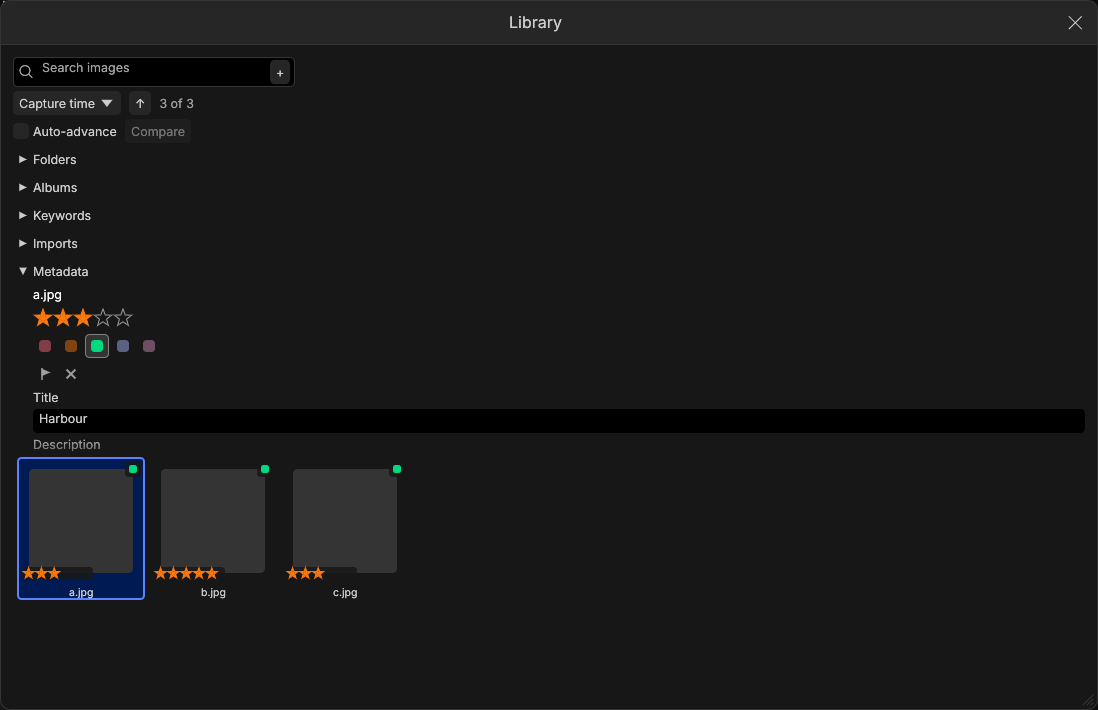 Library
Search images
+
Capture time
3 of 3
Auto-advance Compare
Folders
Albums
Keywords
Imports
Metadata
a.jpg
Title
Harbour
Description
a.jpg b.jpg c.jpg